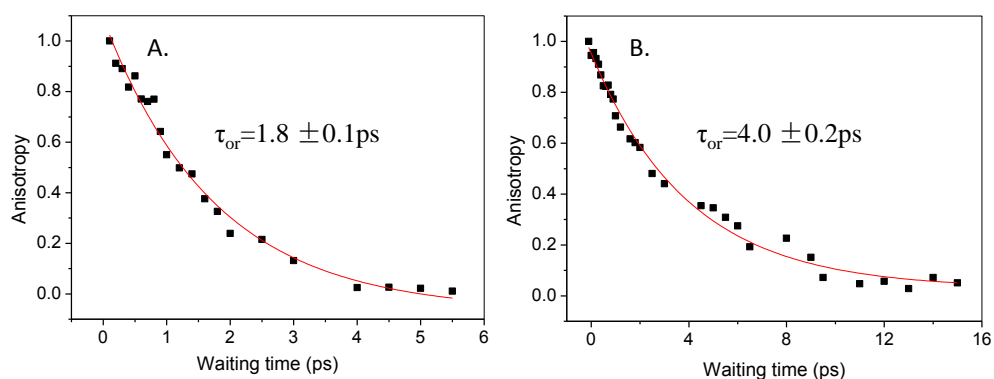 A.
τor=1.8 ±0.1ps
Anisotropy
1.0
0.8
0.6
0.4
0.2
0.0
0 1 2 3 4 5 6
Waiting time (ps)
B.
τor=4.0 ±0.2ps
Anisotropy
1.0
0.8
0.6
0.4
0.2
0.0
0 4 8 12 16
Waiting time (ps)